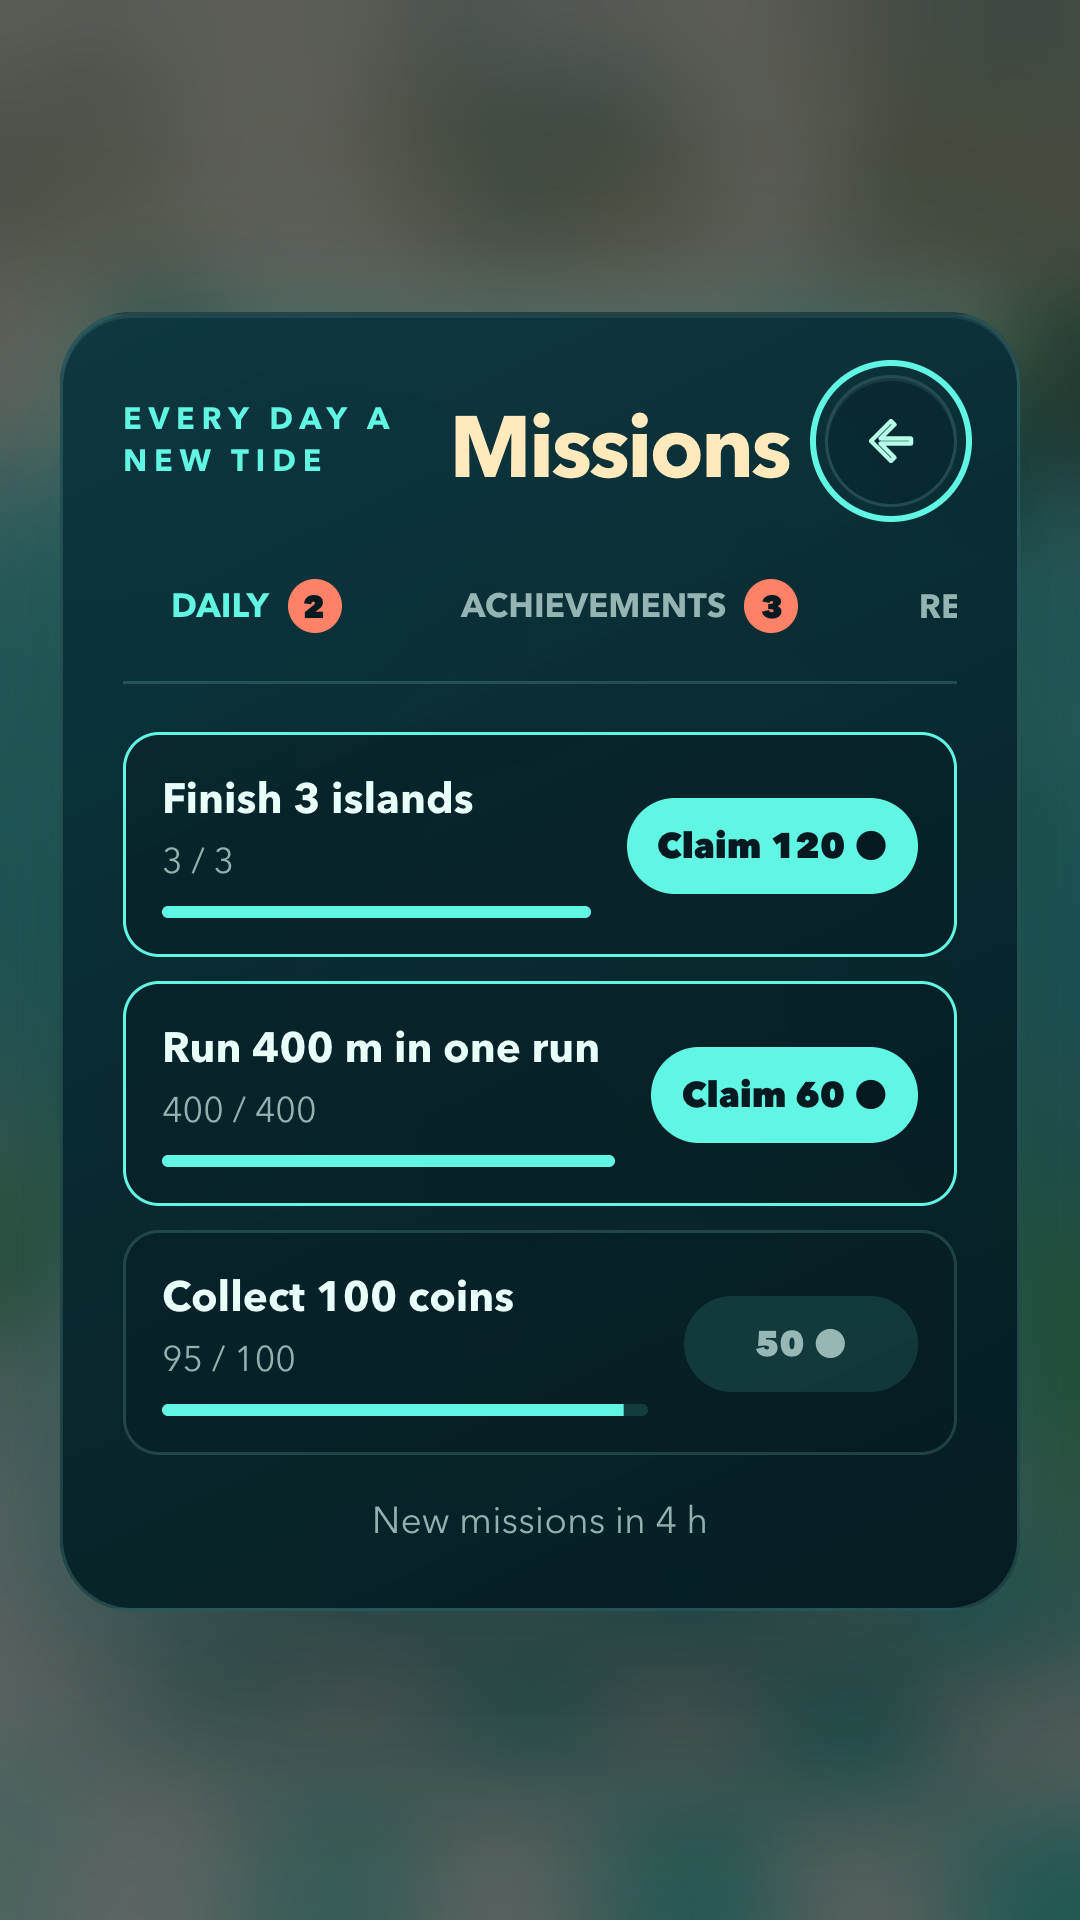 EVERY DAY A
NEW TIDE
Missions
DAILY 2
ACHIEVEMENTS 3
RE
Finish 3 islands
3 / 3
Claim 120
Run 400 m in one run
400 / 400
Claim 60
Collect 100 coins
95 / 100
50
New missions in 4 h